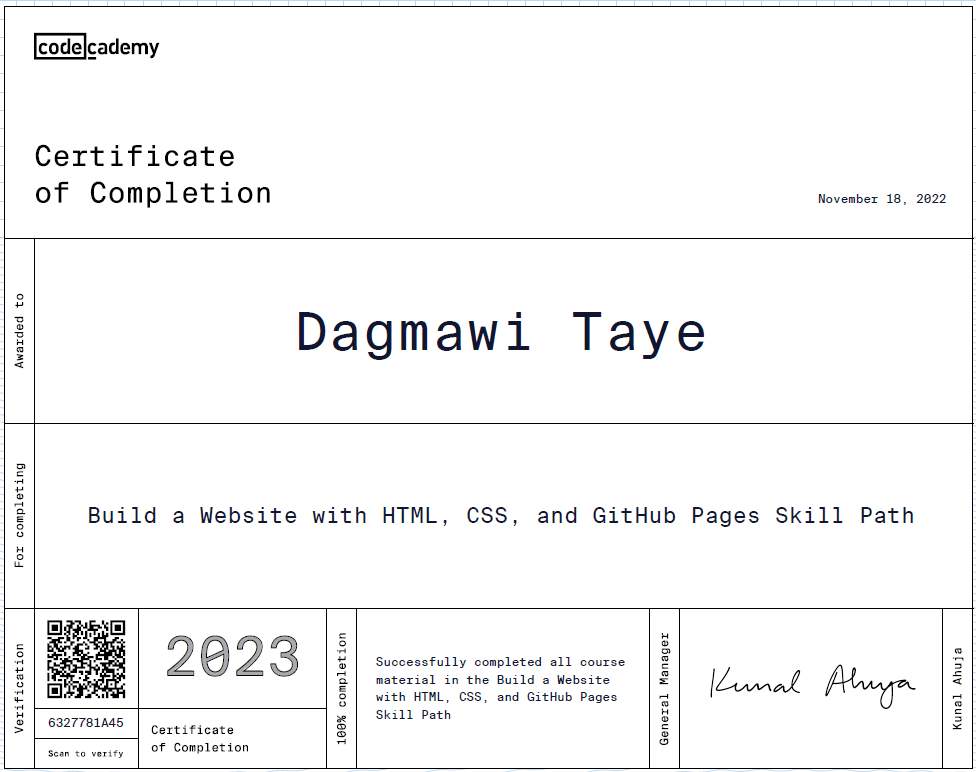 codecademy
Certificate
of Completion
November 18, 2022
Awarded to
Dagmawi Taye
For completing
Build a Website with HTML, CSS, and GitHub Pages Skill Path
Verification
6327781A45
Scan to verify
2023
Certificate
of Completion
100% completion
Successfully completed all course
material in the Build a Website
with HTML, CSS, and GitHub Pages
Skill Path
General Manager
Kunal Ahuja
Kunal Ahuja